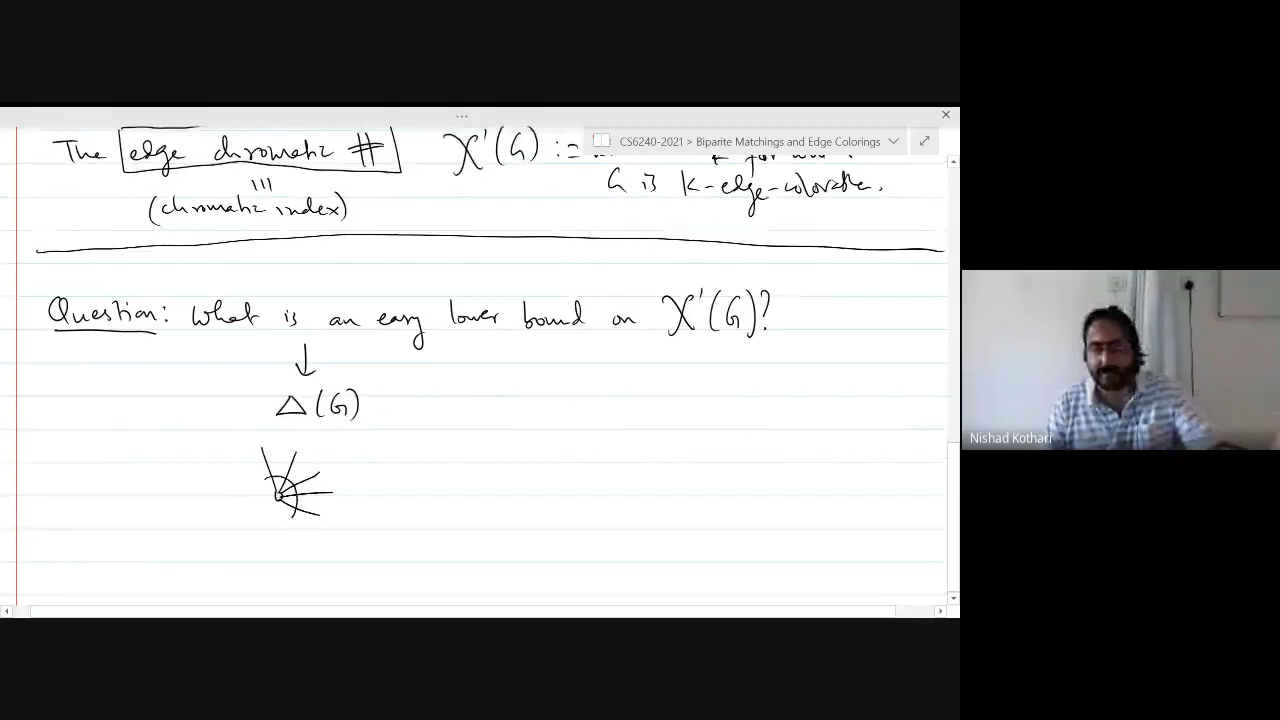 CS6240-2021 > Biparite Matchings and Edge Colorings
The edge chromatic # χ'(G) :=
G is k-edge-colorable.
(chromatic index)
Question: What is an easy lower bound on χ'(G)?
↓
Δ(G)
Nishad Kothari